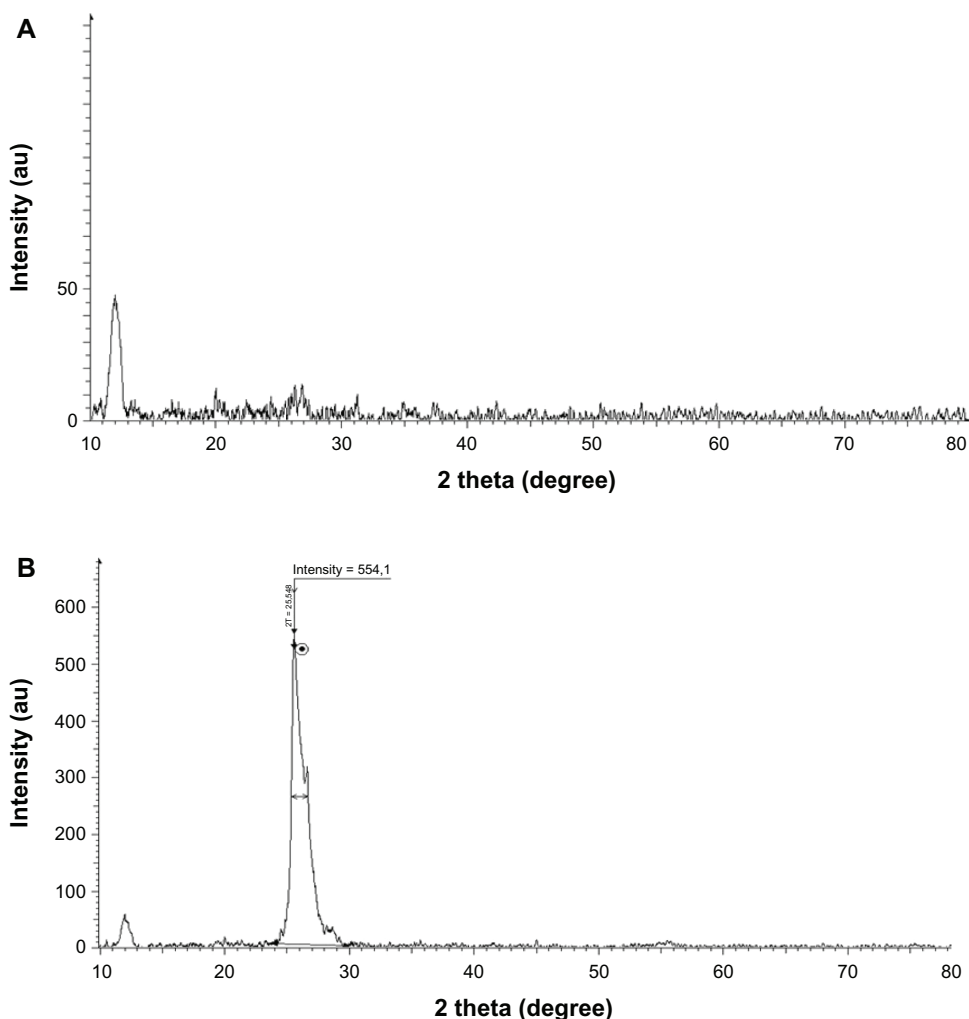 A
Intensity (au)
50
0
10 20 30 40 50 60 70 80
2 theta (degree)
B
Intensity = 554,1
2T = 25.548
Intensity (au)
600
500
400
300
200
100
0
10 20 30 40 50 60 70 80
2 theta (degree)